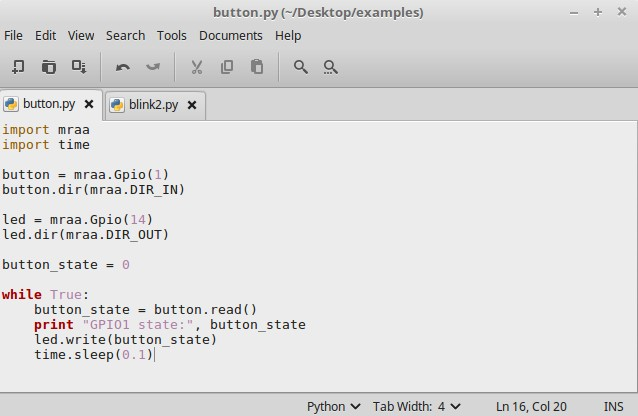 button.py (~/Desktop/examples)
File Edit View Search Tools Documents Help
button.py blink2.py
import mraa
import time
button = mraa.Gpio(1)
button.dir(mraa.DIR_IN)
led = mraa.Gpio(14)
led.dir(mraa.DIR_OUT)
button_state = 0
while True:
    button_state = button.read()
    print "GPIO1 state:", button_state
    led.write(button_state)
    time.sleep(0.1)
Python Tab Width: 4 Ln 16, Col 20 INS